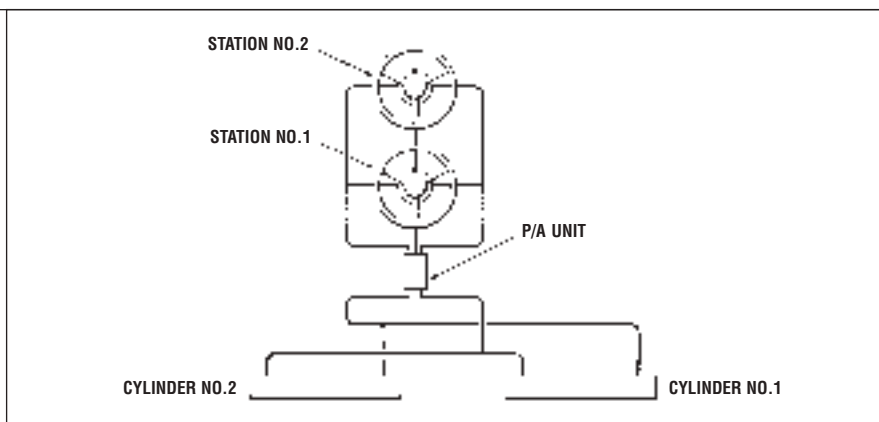 STATION NO.2
STATION NO.1
P/A UNIT
CYLINDER NO.2
CYLINDER NO.1